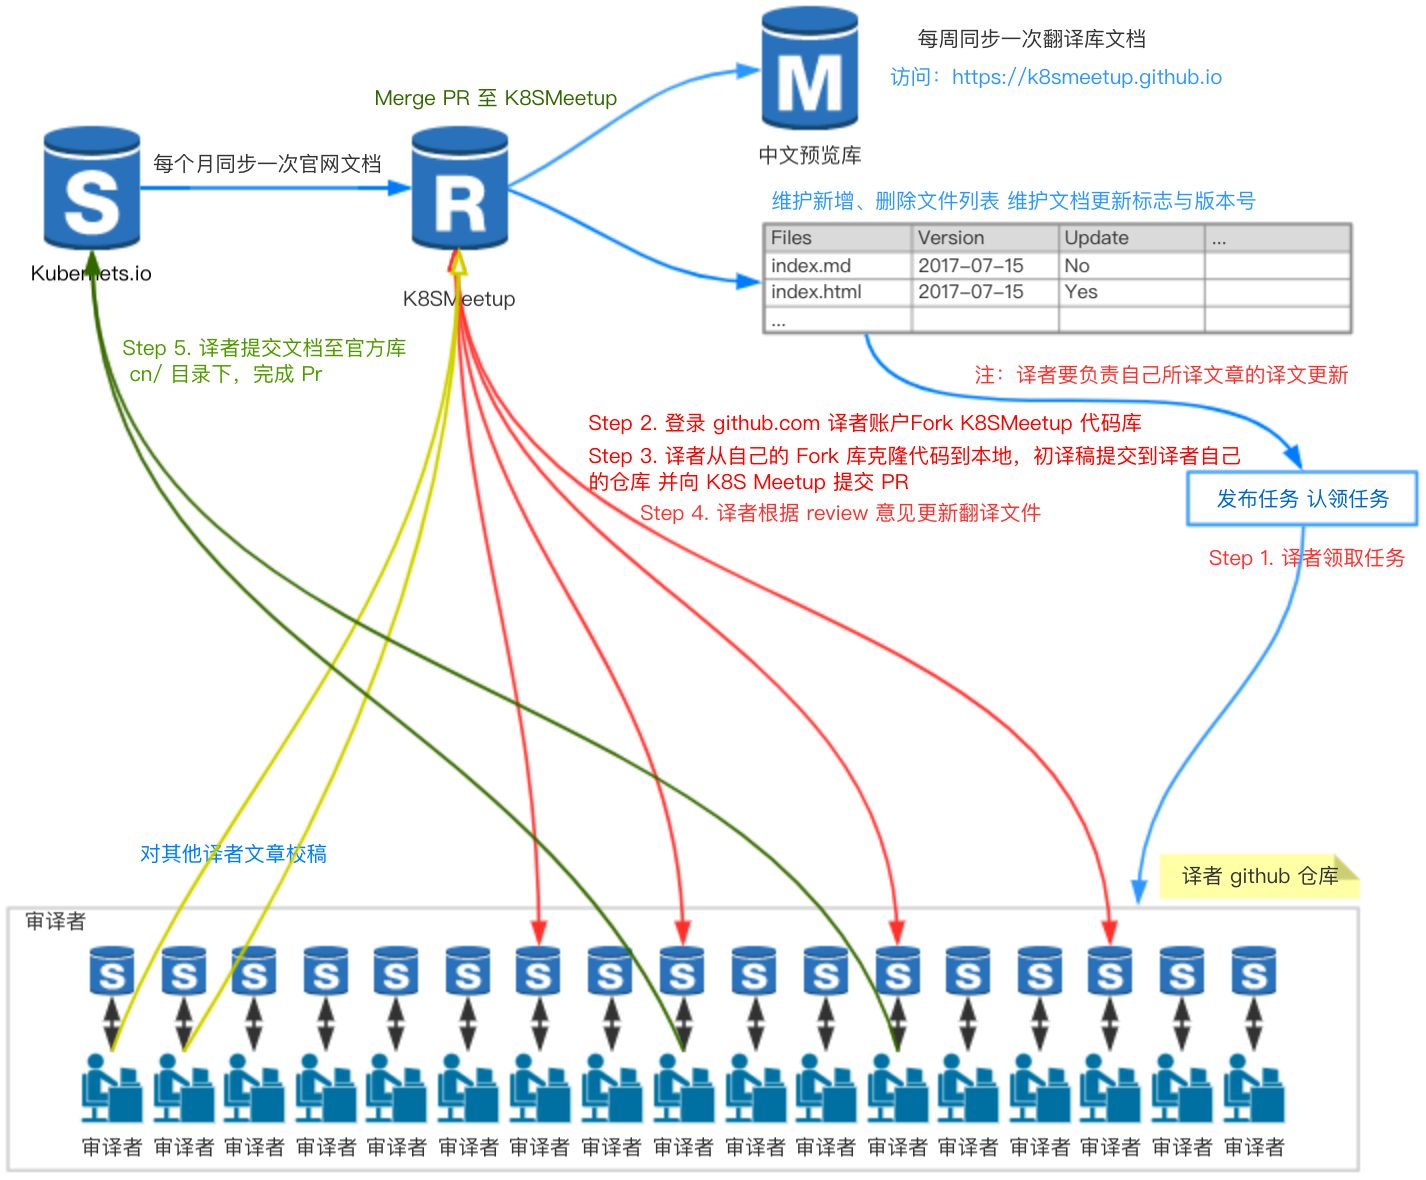 每周同步一次翻译库文档
访问：https://k8smeetup.github.io
M
中文预览库
Merge PR 至 K8SMeetup
每个月同步一次官网文档
S
R
Kubernets.io
K8SMeetup
维护新增、删除文件列表 维护文档更新标志与版本号
Files Version Update ...
index.md 2017-07-15 No
index.html 2017-07-15 Yes
...
Step 5. 译者提交文档至官方库
cn/ 目录下，完成 Pr
注：译者要负责自己所译文章的译文更新
Step 2. 登录 github.com 译者账户Fork K8SMeetup 代码库
Step 3. 译者从自己的 Fork 库克隆代码到本地，初译稿提交到译者自己
的仓库 并向 K8S Meetup 提交 PR
Step 4. 译者根据 review 意见更新翻译文件
发布任务 认领任务
Step 1. 译者领取任务
对其他译者文章校稿
译者 github 仓库
审译者
S S S S S S S S S S S S S S S S S
审译者 审译者 审译者 审译者 审译者 审译者 审译者 审译者 审译者 审译者 审译者 审译者 审译者 审译者 审译者 审译者 审译者